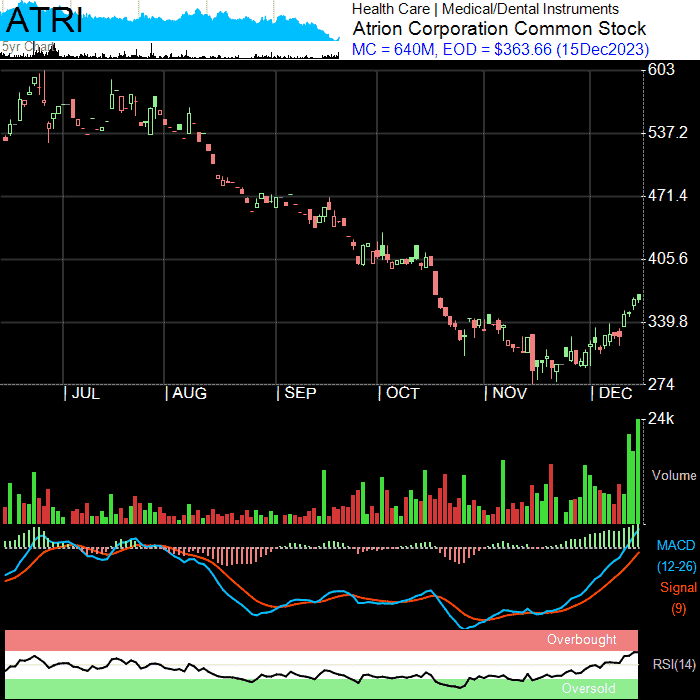 ATRI
5yr Chart
Health Care | Medical/Dental Instruments
Atrion Corporation Common Stock
MC = 640M, EOD = $363.66 (15Dec2023)
603
537.2
471.4
405.6
339.8
274
| JUL | AUG | SEP | OCT | NOV | DEC
24k
Volume
MACD
(12-26)
Signal
(9)
Overbought
RSI(14)
Oversold